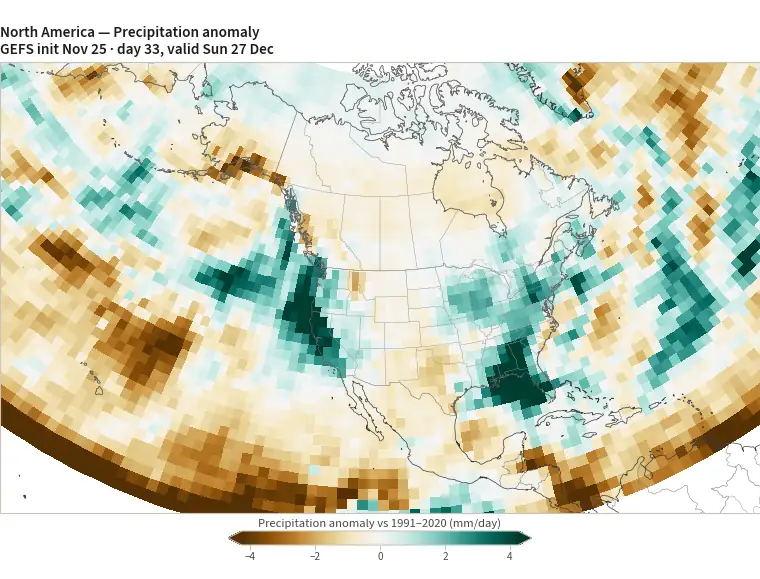 North America — Precipitation anomaly
GEFS init Nov 25 · day 33, valid Sun 27 Dec
Precipitation anomaly vs 1991–2020 (mm/day)
−4 −2 0 2 4